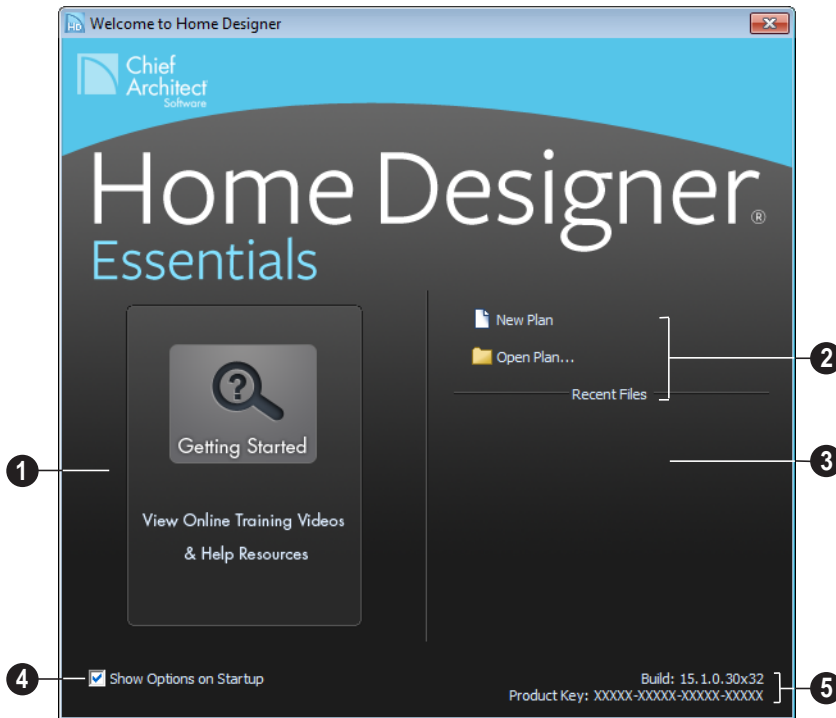 Welcome to Home Designer
Chief
Architect
Software
Home Designer®
Essentials
New Plan
Open Plan...
2
Recent Files
Getting Started
1
3
View Online Training Videos
& Help Resources
4
Show Options on Startup
Build: 15.1.0.30x32
Product Key: XXXXX-XXXXX-XXXXX-XXXXX
5